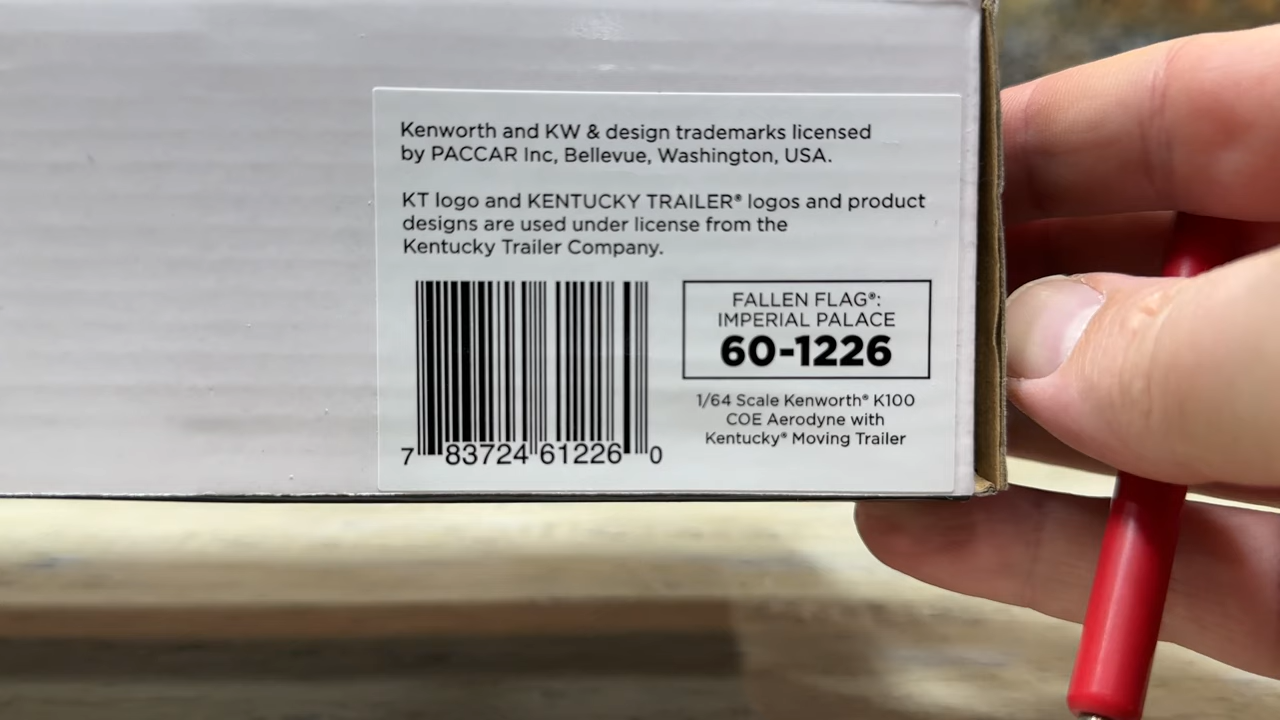 Kenworth and KW & design trademarks licensed
by PACCAR Inc, Bellevue, Washington, USA.
KT logo and KENTUCKY TRAILER® logos and product
designs are used under license from the
Kentucky Trailer Company.
7 83724 61226 0
FALLEN FLAG®:
IMPERIAL PALACE
60-1226
1/64 Scale Kenworth® K100
COE Aerodyne with
Kentucky® Moving Trailer